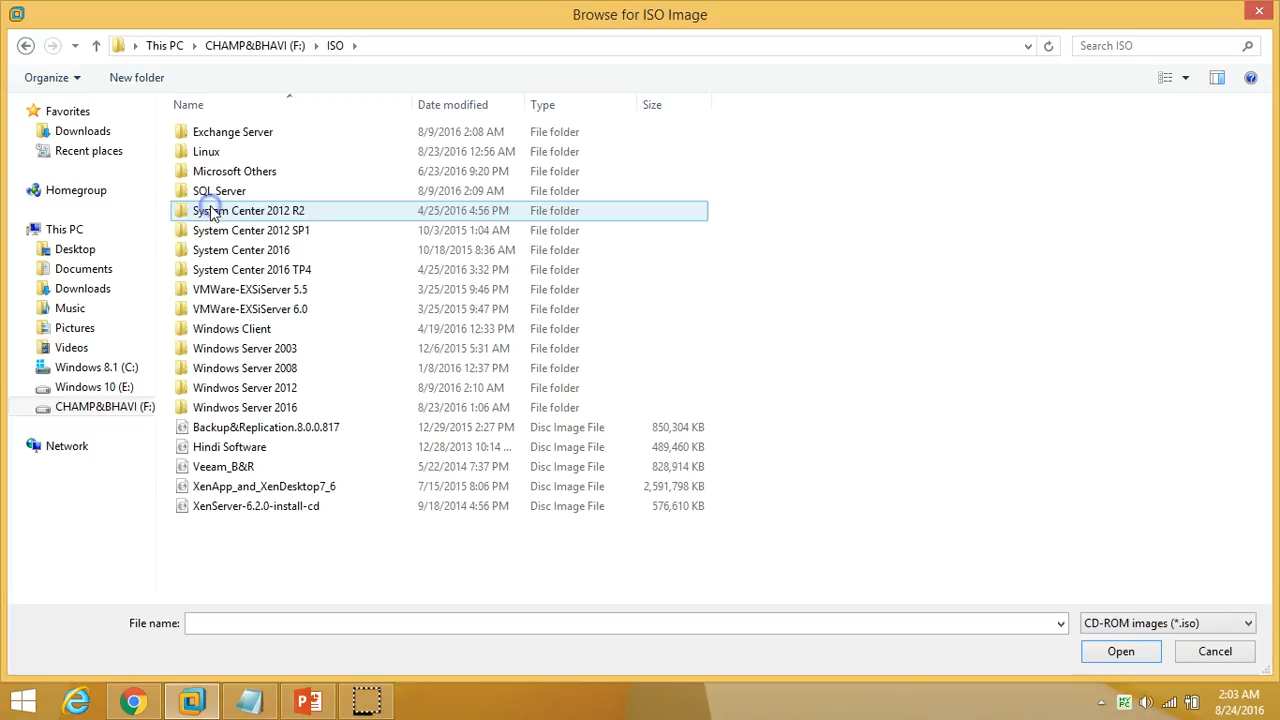 Browse for ISO Image
This PC CHAMP&BHAVI (F:) ISO Search ISO
Organize New folder
Name Date modified Type Size
Favorites
Downloads
Recent places
Homegroup
This PC
Desktop
Documents
Downloads
Music
Pictures
Videos
Windows 8.1 (C:)
Windows 10 (E:)
CHAMP&BHAVI (F:)
Network
Exchange Server 8/9/2016 2:08 AM File folder
Linux 8/23/2016 12:56 AM File folder
Microsoft Others 6/23/2016 9:20 PM File folder
SQL Server 8/9/2016 2:09 AM File folder
System Center 2012 R2 4/25/2016 4:56 PM File folder
System Center 2012 SP1 10/3/2015 1:04 AM File folder
System Center 2016 10/18/2015 8:36 AM File folder
System Center 2016 TP4 4/25/2016 3:32 PM File folder
VMWare-EXSiServer 5.5 3/25/2015 9:46 PM File folder
VMWare-EXSiServer 6.0 3/25/2015 9:47 PM File folder
Windows Client 4/19/2016 12:33 PM File folder
Windows Server 2003 12/6/2015 5:31 AM File folder
Windows Server 2008 1/8/2016 12:37 PM File folder
Windwos Server 2012 8/9/2016 2:10 AM File folder
Windwos Server 2016 8/23/2016 1:06 AM File folder
Backup&Replication.8.0.0.817 12/29/2015 2:27 PM Disc Image File 850,304 KB
Hindi Software 12/28/2013 10:14 ... Disc Image File 489,460 KB
Veeam_B&R 5/22/2014 7:37 PM Disc Image File 828,914 KB
XenApp_and_XenDesktop7_6 7/15/2015 8:06 PM Disc Image File 2,591,798 KB
XenServer-6.2.0-install-cd 9/18/2014 4:56 PM Disc Image File 576,610 KB
File name: CD-ROM images (*.iso)
Open Cancel
2:03 AM
8/24/2016